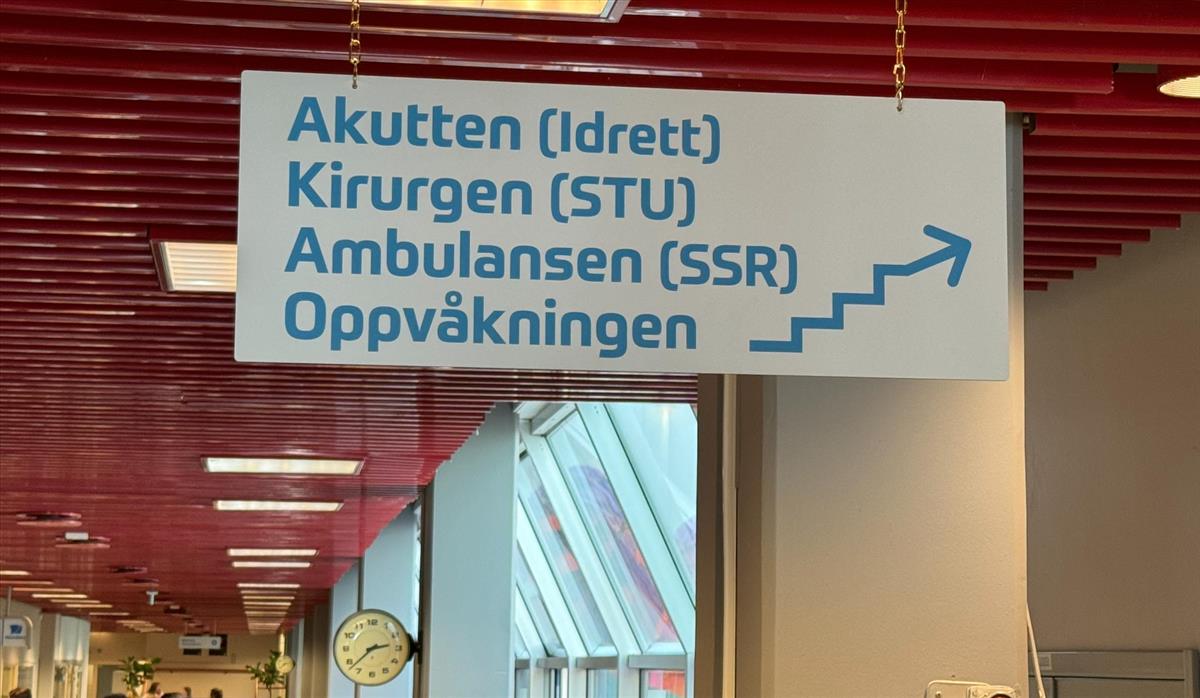 Akutten (Idrett)
Kirurgen (STU)
Ambulansen (SSR)
Oppvåkningen